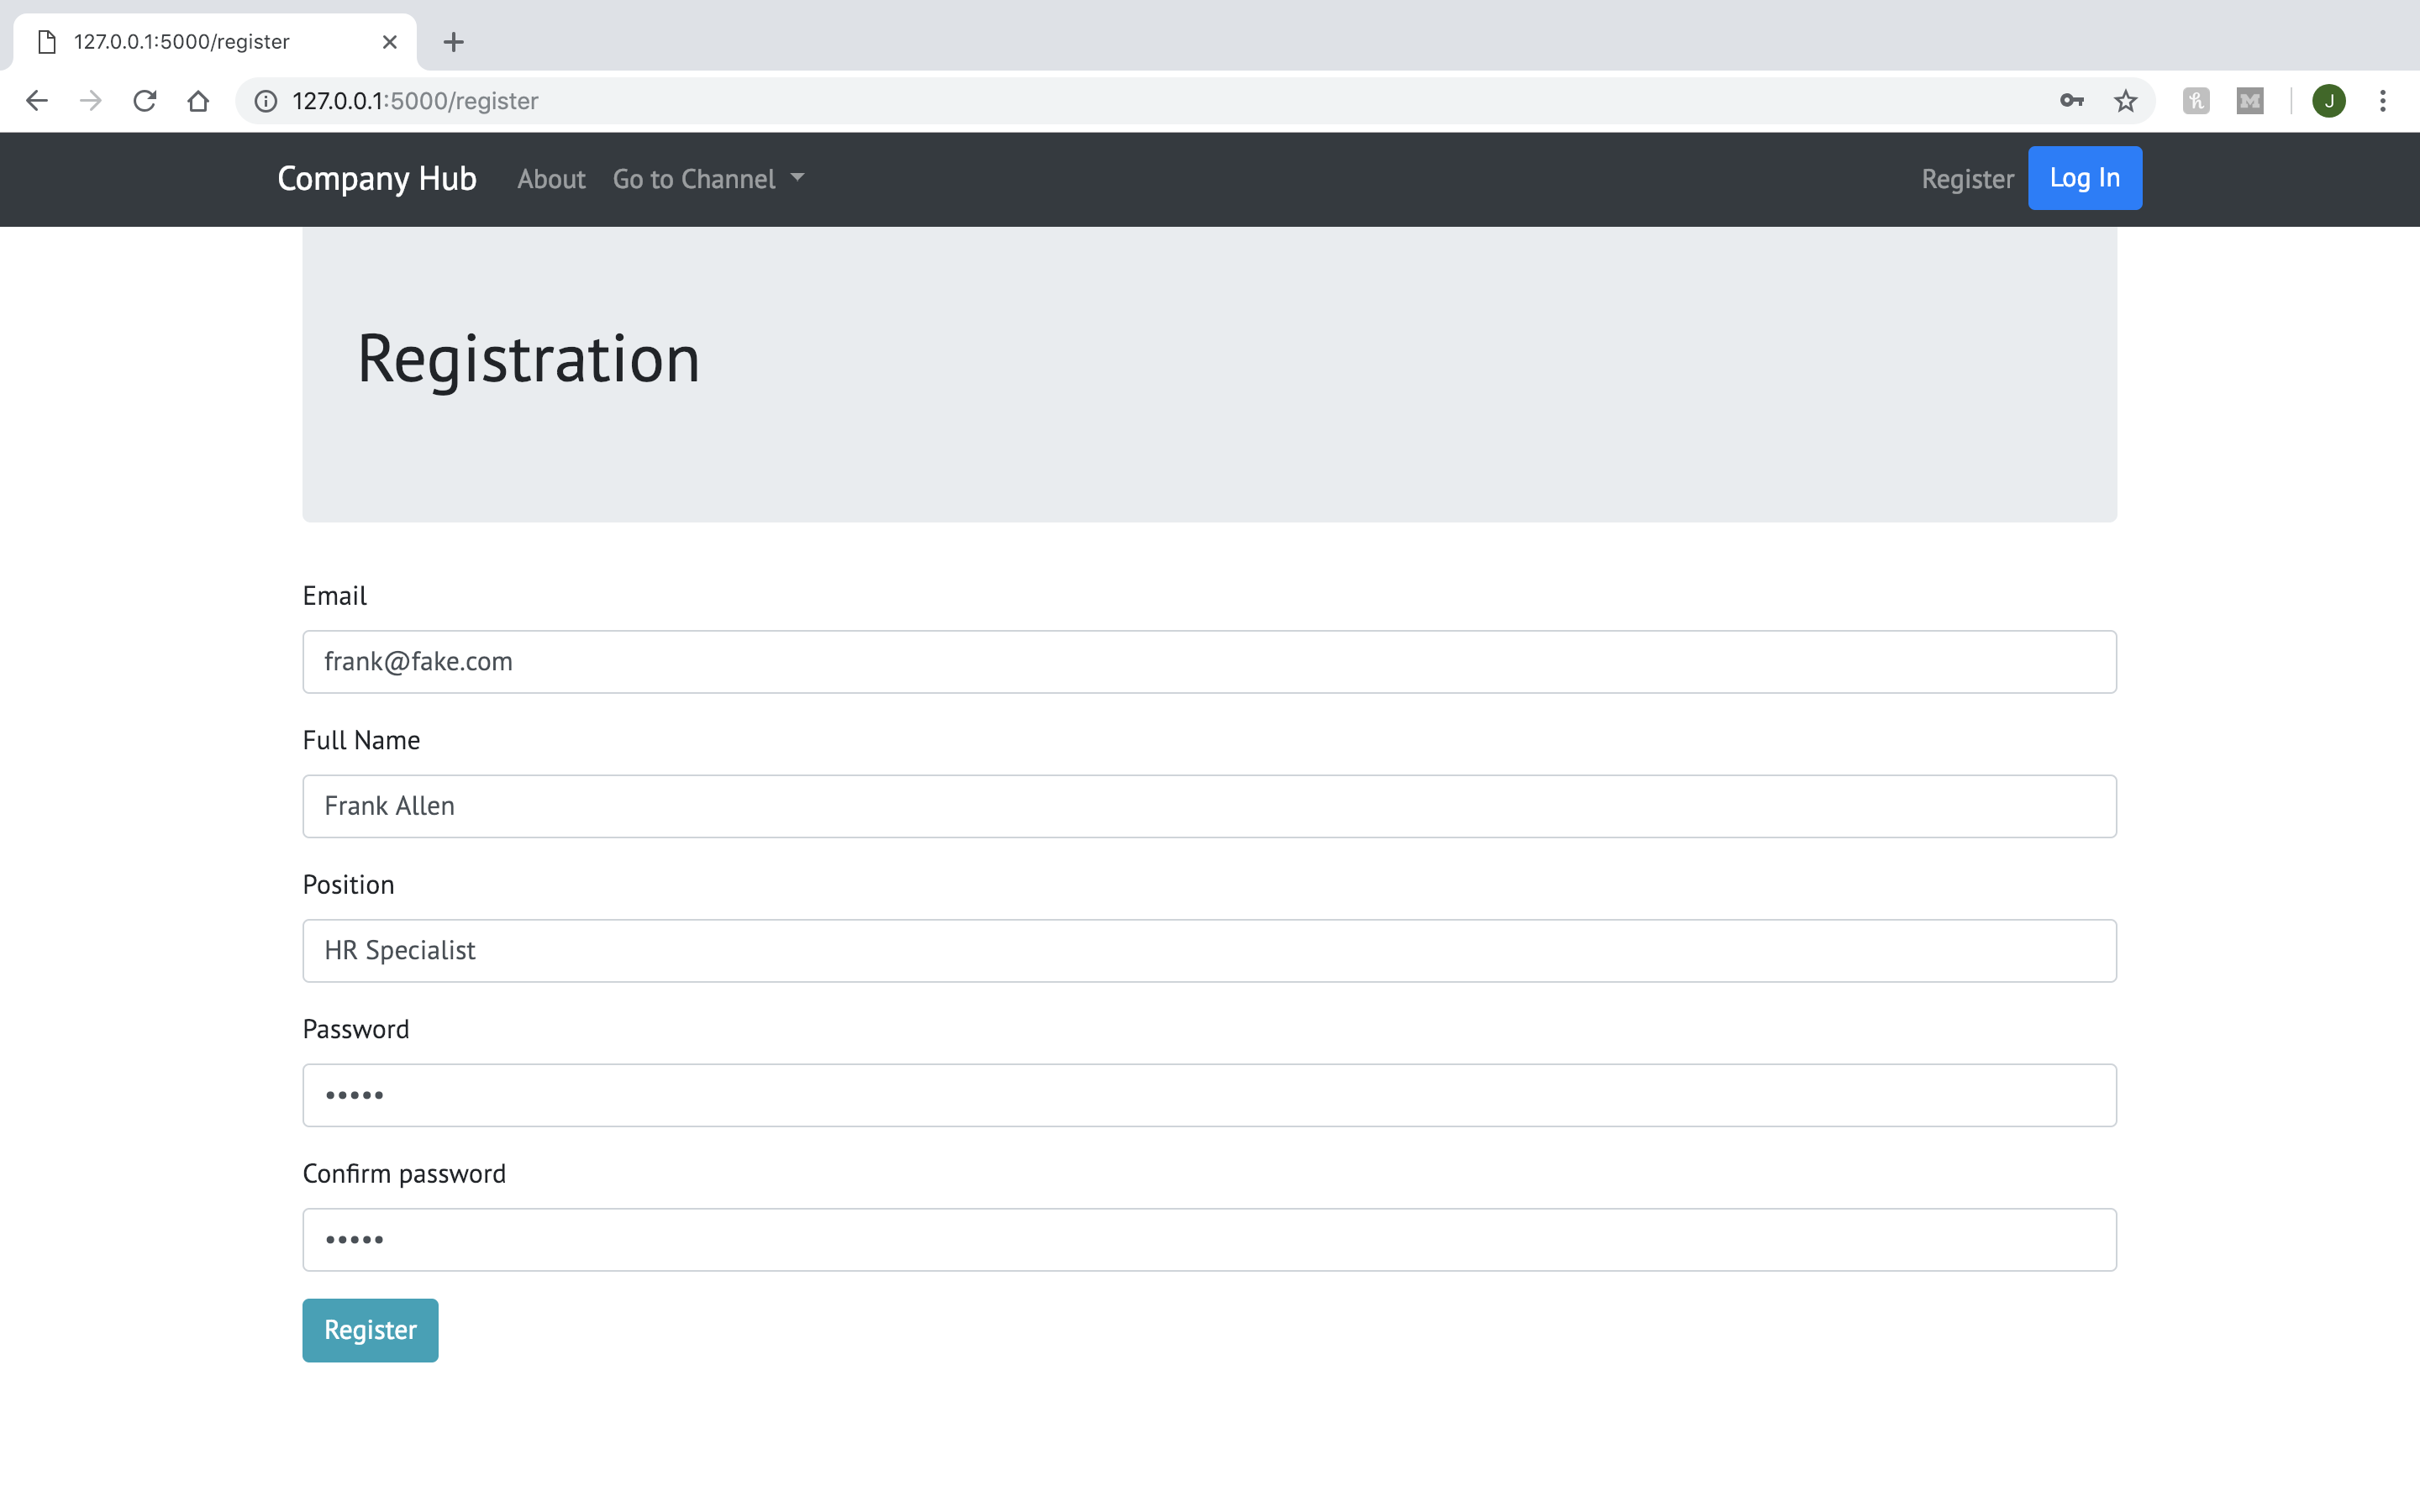 127.0.0.1:5000/register
127.0.0.1:5000/register
J
Company Hub About Go to Channel Register Log In
Registration
Email
frank@fake.com
Full Name
Frank Allen
Position
HR Specialist
Password
•••••
Confirm password
•••••
Register